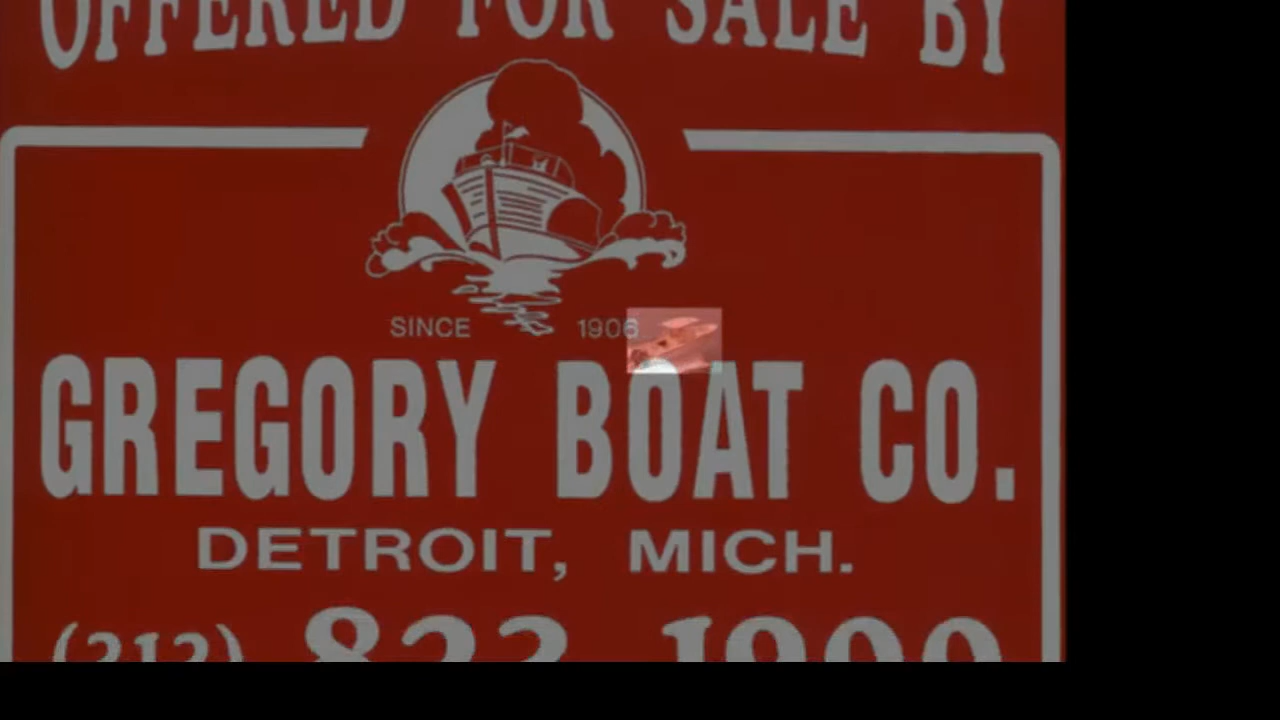 OFFERED FOR SALE BY
SINCE 1906
GREGORY BOAT CO.
DETROIT, MICH.